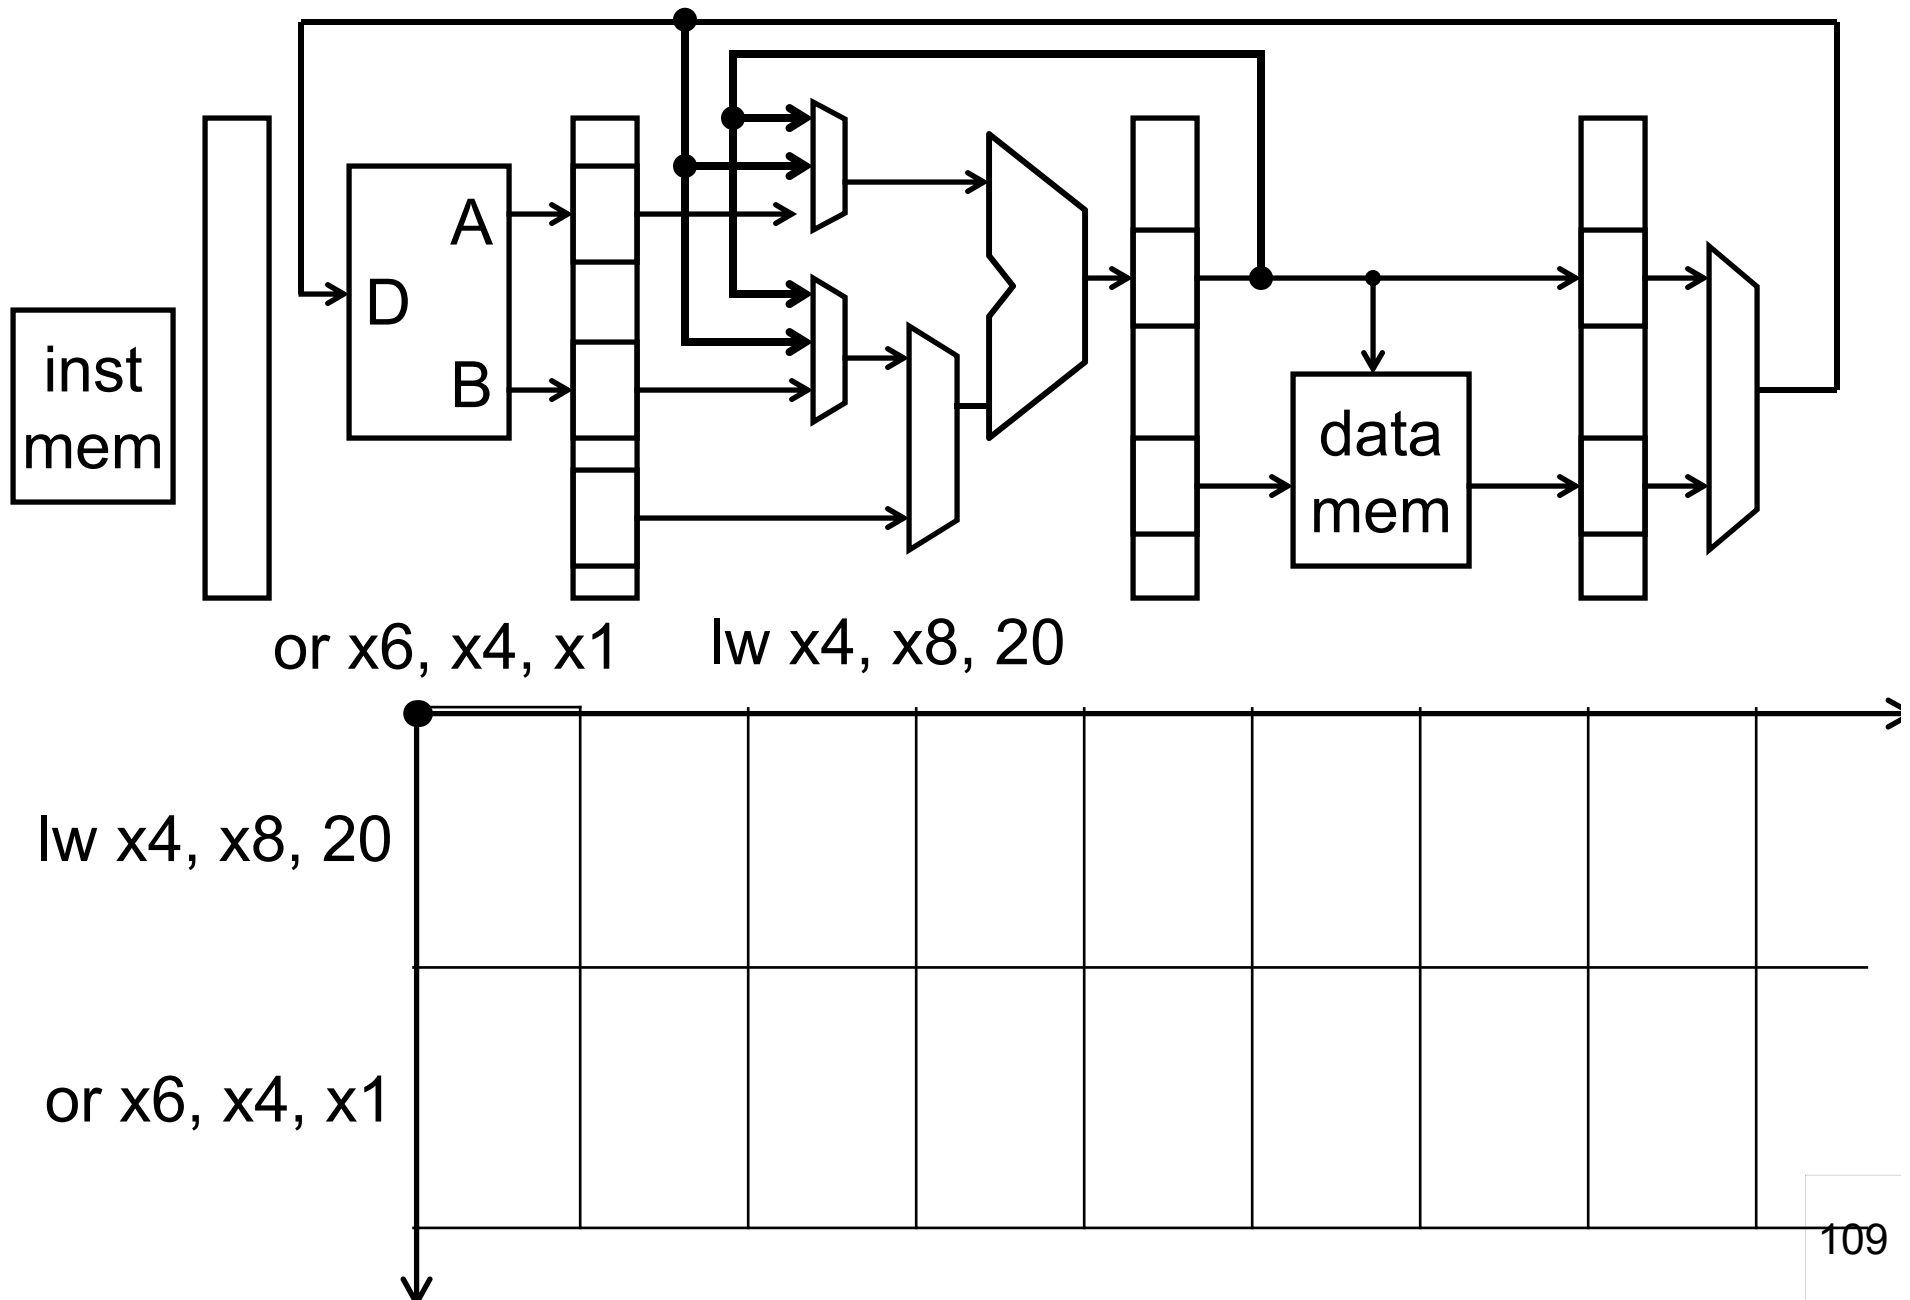 A
D
B
inst
mem
data
mem
or x6, x4, x1
lw x4, x8, 20
lw x4, x8, 20
or x6, x4, x1
109